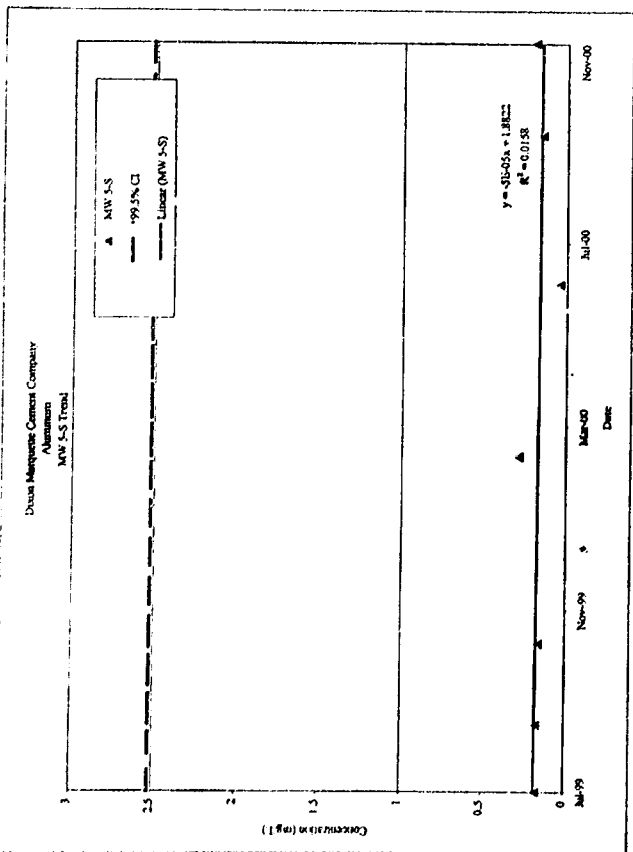 Dixon Marquette Cement Company
Aluminum
MW 5-S Trend
MW 5-S
*99.5% CI
Linear (MW 5-S)
3
2.5
2
1.5
1
0.5
0
Concentration (mg/l)
y = -5E-05x + 1.8822
R² = 0.0158
Jul-99
Nov-99
Mar-00
Jul-00
Nov-00
Date